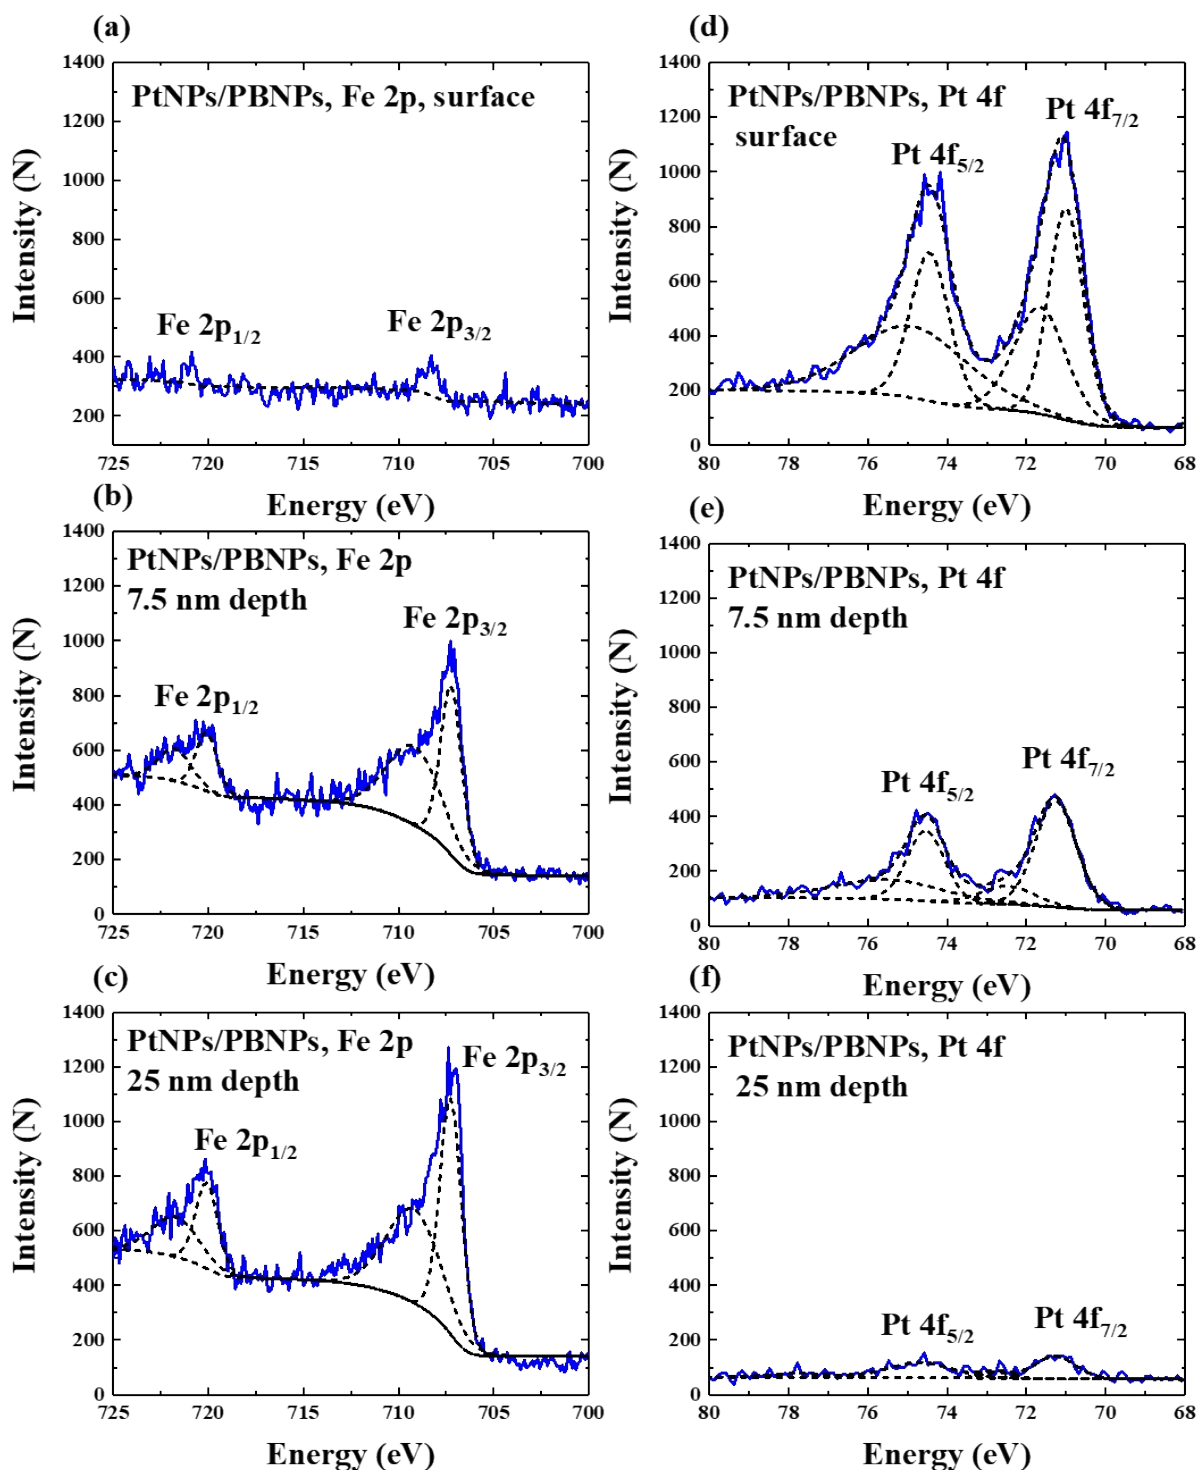 (a)
PtNPs/PBNPs, Fe 2p, surface
Fe 2p1/2
Fe 2p3/2
Intensity (N)
1400
1200
1000
800
600
400
200
0
725 720 715 710 705 700
Energy (eV)
(b)
PtNPs/PBNPs, Fe 2p
7.5 nm depth
Fe 2p3/2
Fe 2p1/2
Intensity (N)
1400
1200
1000
800
600
400
200
0
725 720 715 710 705 700
Energy (eV)
(c)
PtNPs/PBNPs, Fe 2p
25 nm depth
Fe 2p3/2
Fe 2p1/2
Intensity (N)
1400
1200
1000
800
600
400
200
0
725 720 715 710 705 700
Energy (eV)
(d)
PtNPs/PBNPs, Pt 4f
surface
Pt 4f7/2
Pt 4f5/2
Intensity (N)
1400
1200
1000
800
600
400
200
0
80 78 76 74 72 70 68
Energy (eV)
(e)
PtNPs/PBNPs, Pt 4f
7.5 nm depth
Pt 4f7/2
Pt 4f5/2
Intensity (N)
1400
1200
1000
800
600
400
200
0
80 78 76 74 72 70 68
Energy (eV)
(f)
PtNPs/PBNPs, Pt 4f
25 nm depth
Pt 4f5/2
Pt 4f7/2
Intensity (N)
1400
1200
1000
800
600
400
200
0
80 78 76 74 72 70 68
Energy (eV)